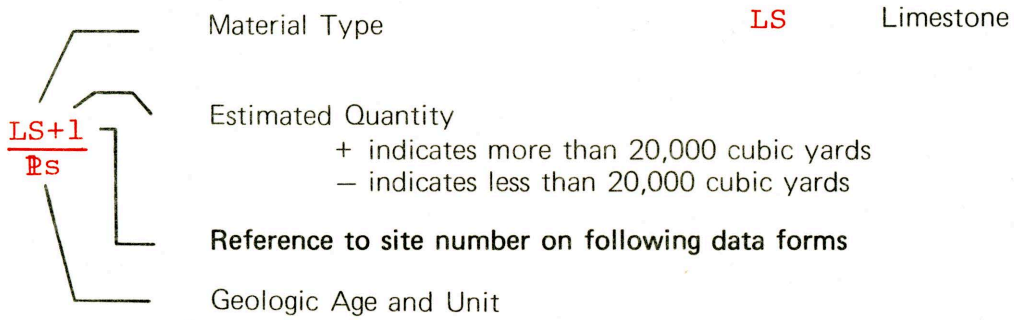 Material Type
LS Limestone
LS+1
ℙs
Estimated Quantity
+ indicates more than 20,000 cubic yards
− indicates less than 20,000 cubic yards
Reference to site number on following data forms
Geologic Age and Unit